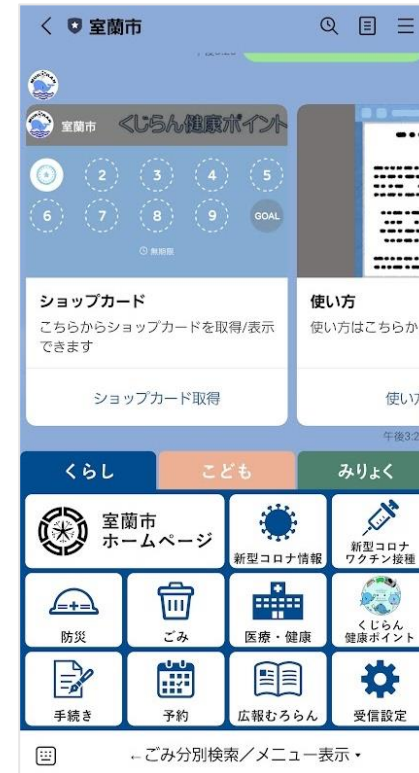 室蘭市
室蘭市
くじらん健康ポイント
2
3
4
5
6
7
8
9
GOAL
無期限
ショップカード
こちらからショップカードを取得/表示
できます
ショップカード取得
使い方
使い方はこちらか
使い方
午後3:2
くらし
こども
みりょく
室蘭市
ホームページ
新型コロナ情報
新型コロナ
ワクチン接種
防災
ごみ
医療・健康
くじらん
健康ポイント
手続き
予約
広報むろらん
受信設定
←ごみ分別検索／メニュー表示▾